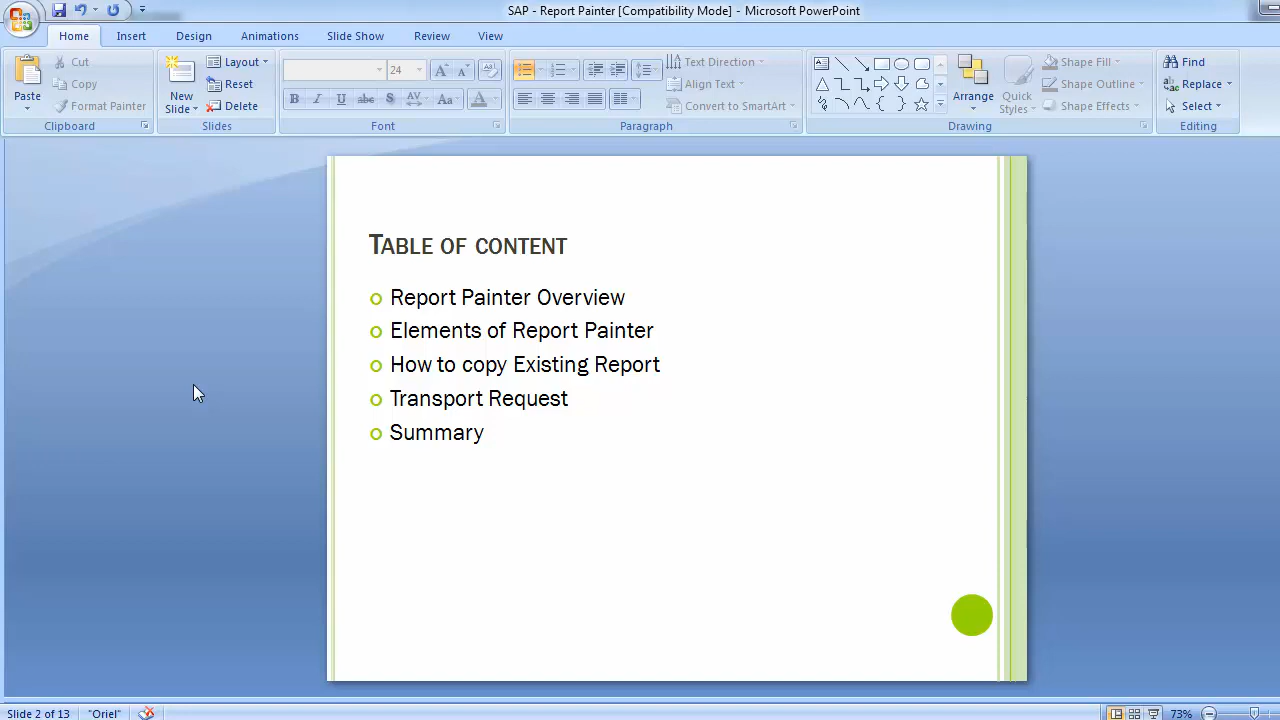 SAP - Report Painter [Compatibility Mode] - Microsoft PowerPoint
Home Insert Design Animations Slide Show Review View
Paste
Cut
Copy
Format Painter
Clipboard
New Slide
Layout
Reset
Delete
Slides
24
B I U abc S AV Aa A
Font
Text Direction
Align Text
Convert to SmartArt
Paragraph
Arrange
Quick Styles
Shape Fill
Shape Outline
Shape Effects
Drawing
Find
Replace
Select
Editing
TABLE OF CONTENT
Report Painter Overview
Elements of Report Painter
How to copy Existing Report
Transport Request
Summary
Slide 2 of 13 "Oriel" 73%